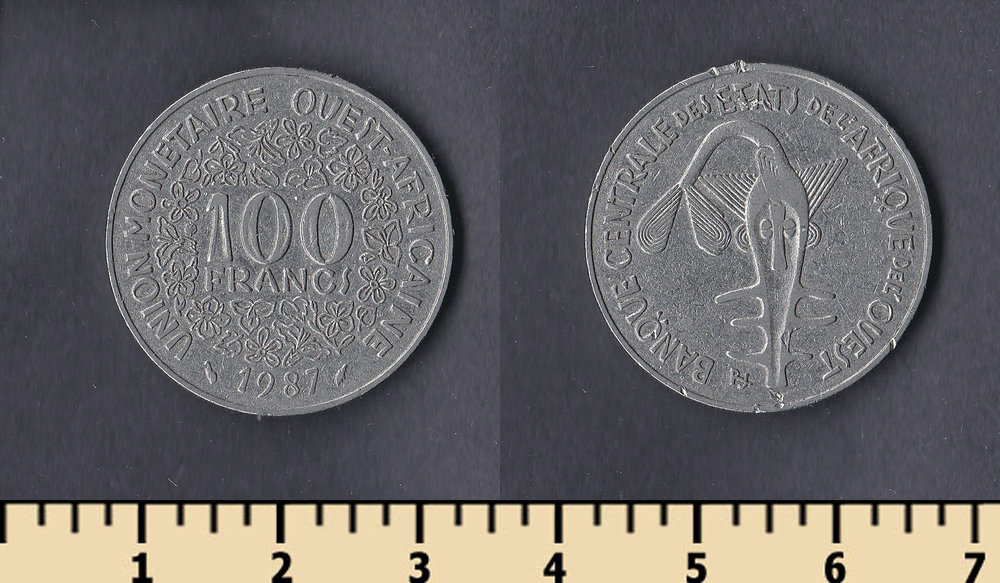 UNION MONETAIRE OUEST-AFRICAINE
100
FRANCS
1987
BANQUE CENTRALE DES ETATS DE L'AFRIQUE DE L'OUEST
1 2 3 4 5 6 7